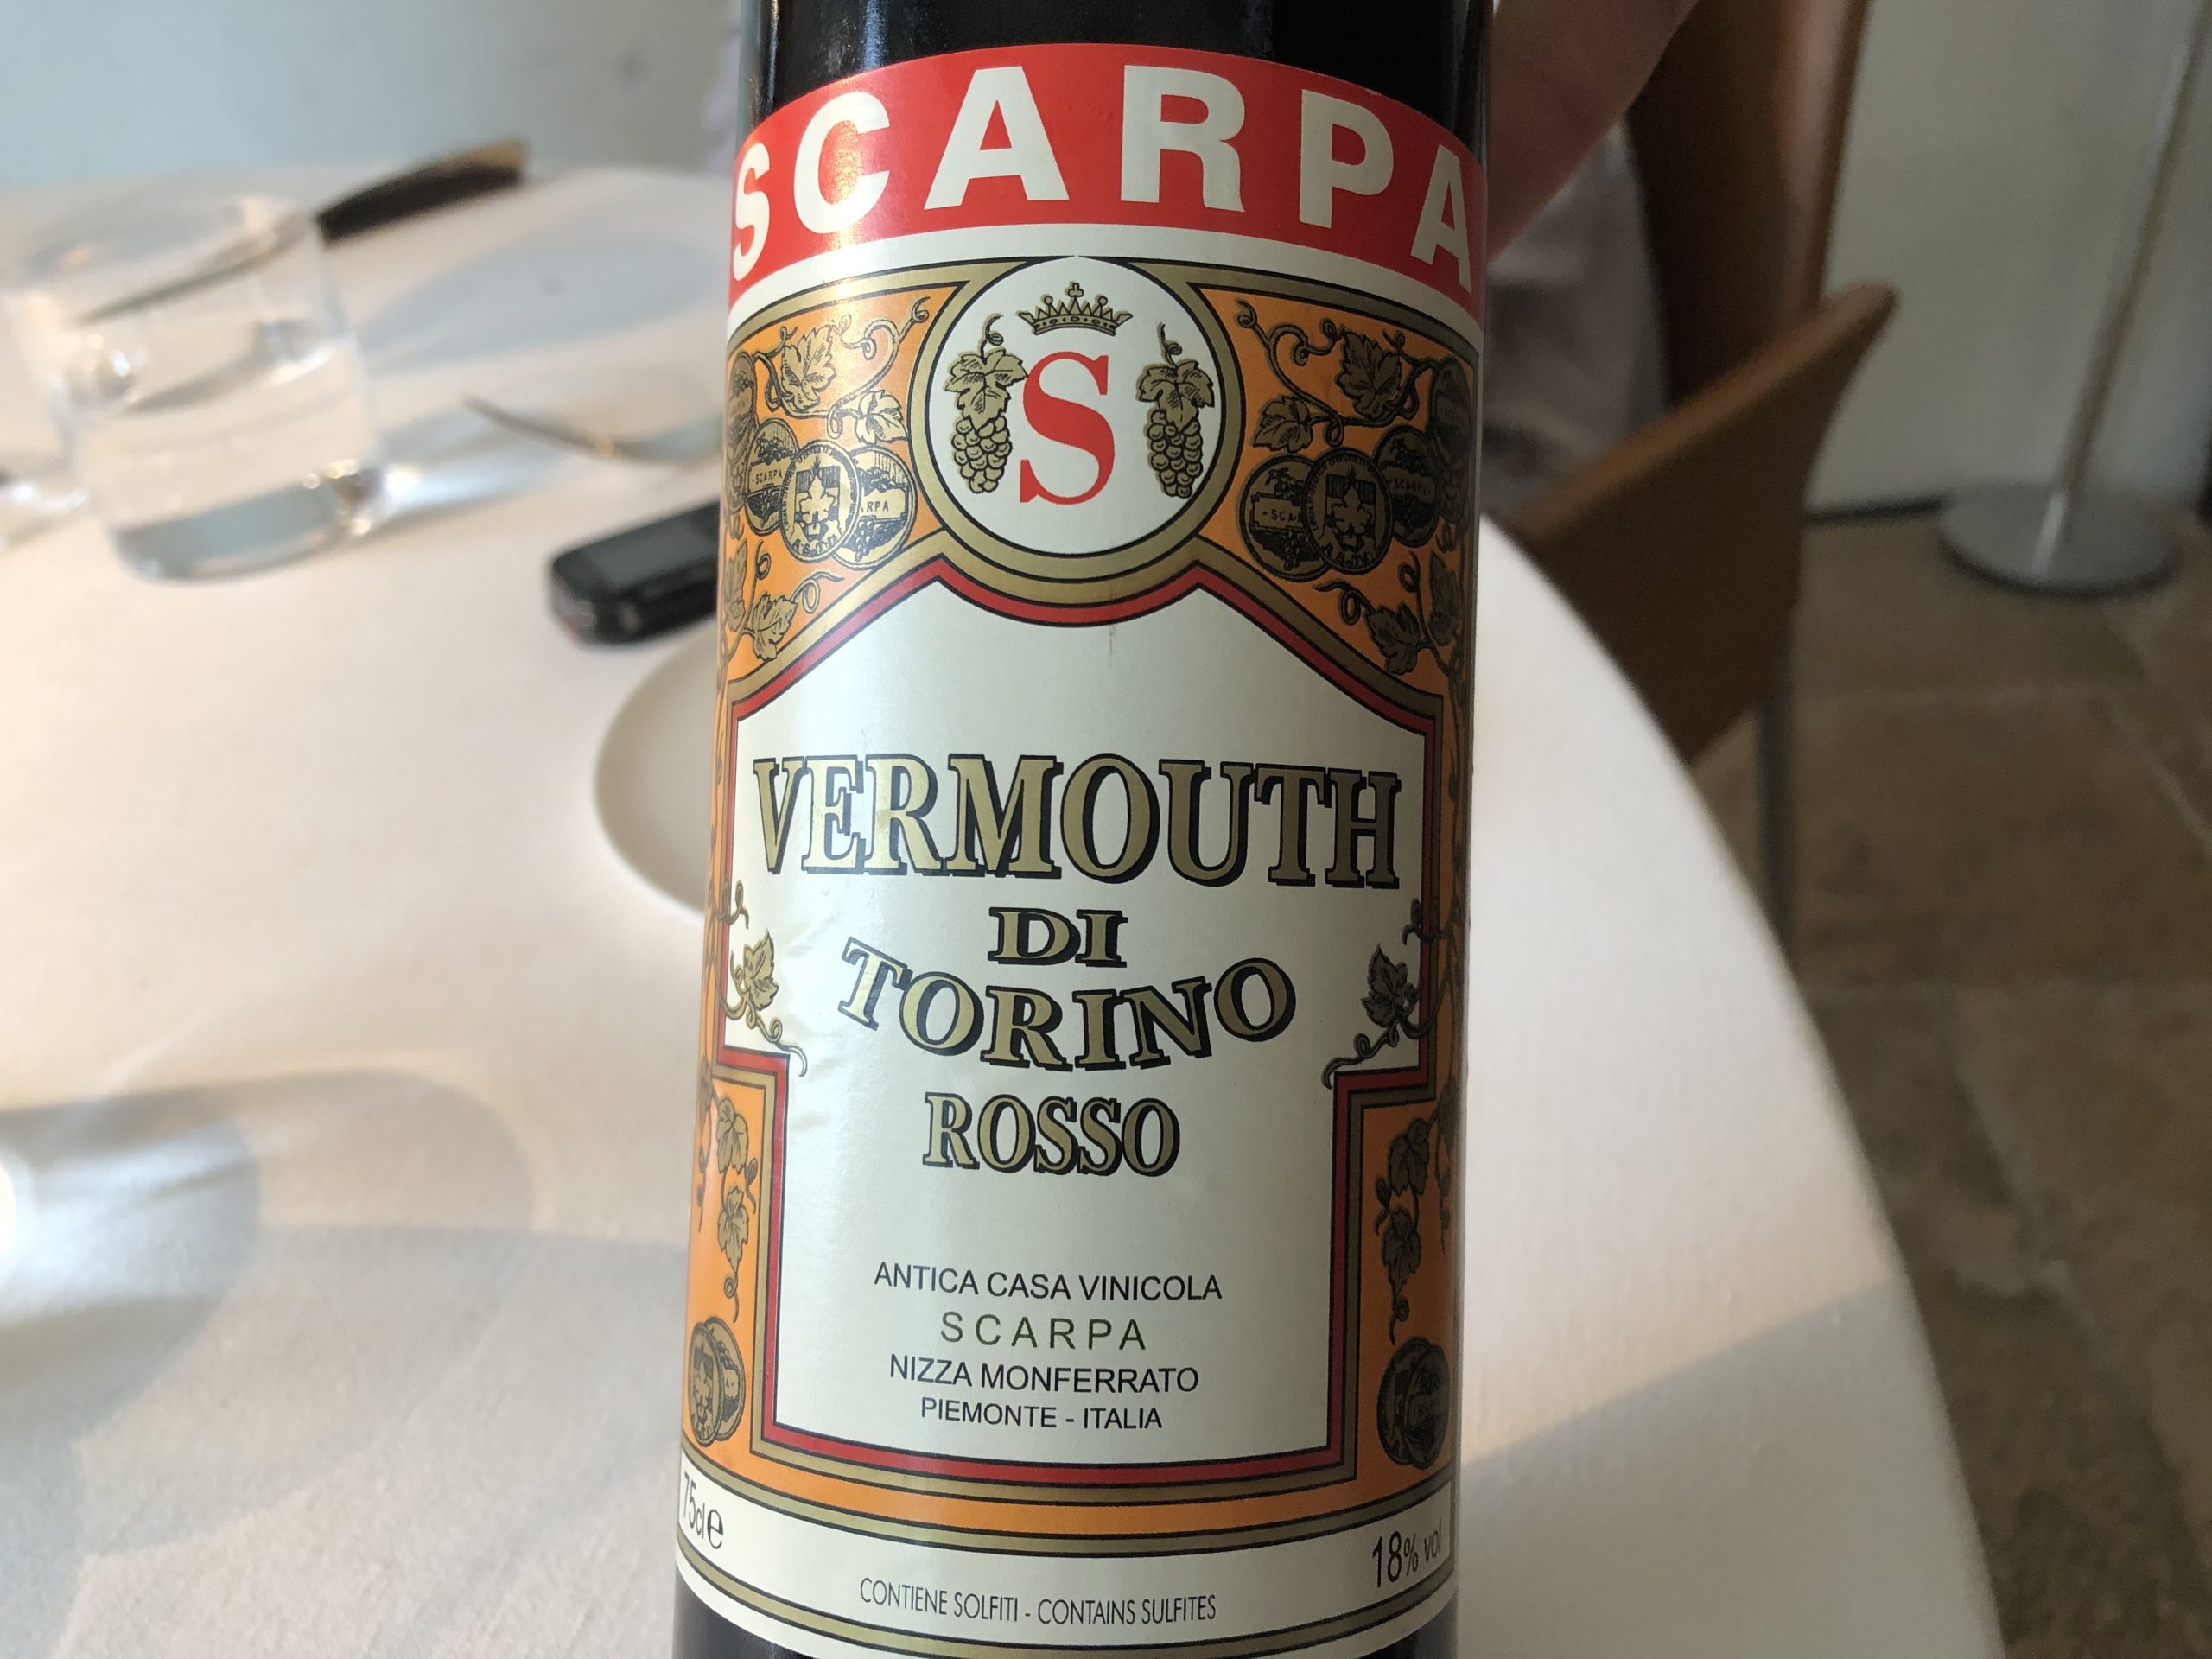 SCARPA
S
SCARPA
VERMOUTH
DI
TORINO
ROSSO
ANTICA CASA VINICOLA
SCARPA
NIZZA MONFERRATO
PIEMONTE - ITALIA
75cl e
18% vol
CONTIENE SOLFITI - CONTAINS SULFITES